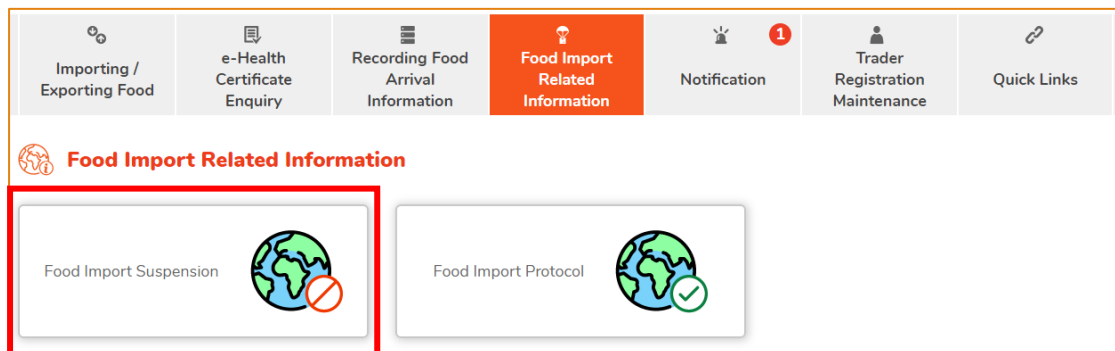 Importing /
Exporting Food
e-Health
Certificate
Enquiry
Recording Food
Arrival
Information
Food Import
Related
Information
1
Notification
Trader
Registration
Maintenance
Quick Links
Food Import Related Information
Food Import Suspension
Food Import Protocol